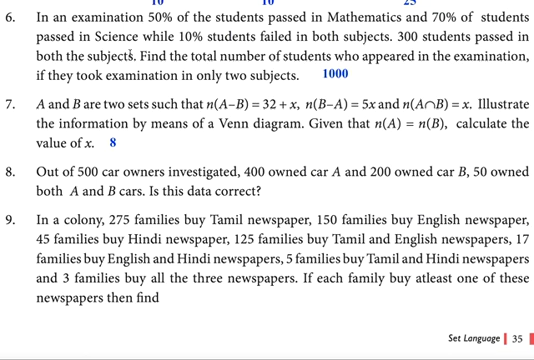 10 10 25
6. In an examination 50% of the students passed in Mathematics and 70% of students
passed in Science while 10% students failed in both subjects. 300 students passed in
both the subjects. Find the total number of students who appeared in the examination,
if they took examination in only two subjects. 1000
7. A and B are two sets such that n(A–B) = 32 + x, n(B–A) = 5x and n(A∩B) = x. Illustrate
the information by means of a Venn diagram. Given that n(A) = n(B), calculate the
value of x. 8
8. Out of 500 car owners investigated, 400 owned car A and 200 owned car B, 50 owned
both A and B cars. Is this data correct?
9. In a colony, 275 families buy Tamil newspaper, 150 families buy English newspaper,
45 families buy Hindi newspaper, 125 families buy Tamil and English newspapers, 17
families buy English and Hindi newspapers, 5 families buy Tamil and Hindi newspapers
and 3 families buy all the three newspapers. If each family buy atleast one of these
newspapers then find
Set Language 35